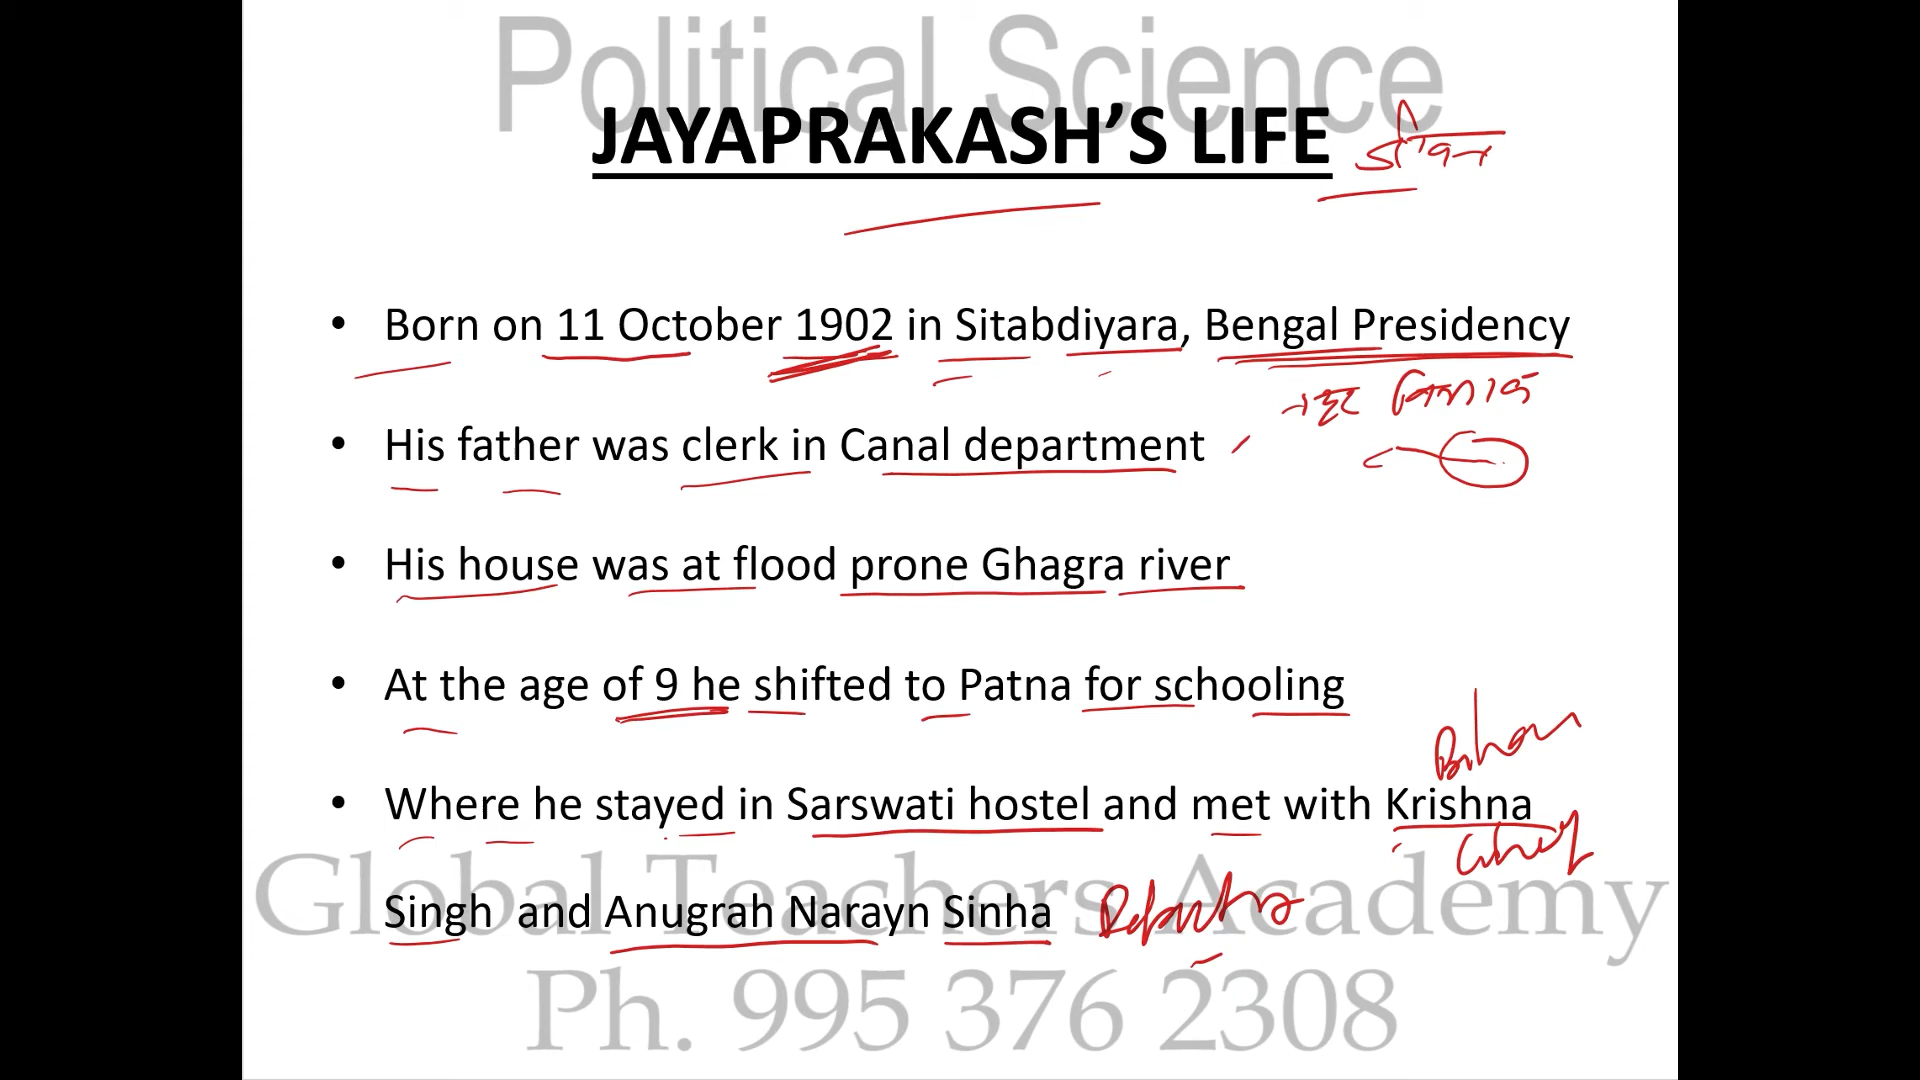 Political Science
JAYAPRAKASH’S LIFE
जीवन
• Born on 11 October 1902 in Sitabdiyara, Bengal Presidency
• His father was clerk in Canal department
• His house was at flood prone Ghagra river
• At the age of 9 he shifted to Patna for schooling
Bihar
• Where he stayed in Sarswati hostel and met with Krishna
Singh and Anugrah Narayn Sinha
Global Teachers Academy
Ph. 995 376 2308